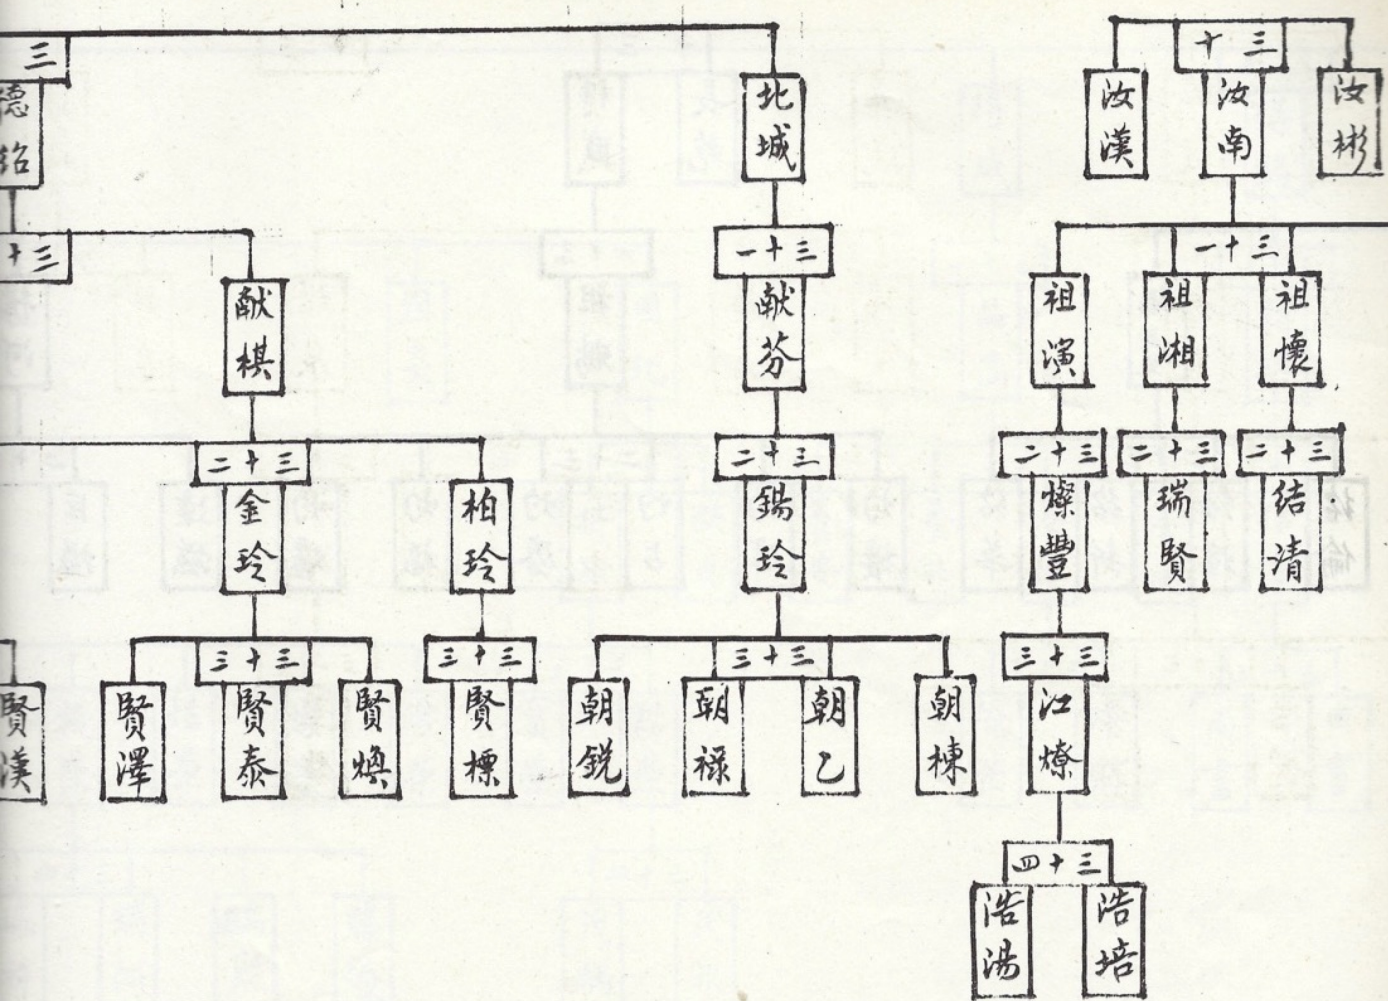 十三
汝彬
汝南
汝漢
一十三
祖懷
祖湘
祖演
二十三
結清
二十三
瑞賢
二十三
燦豐
三十三
江燎
四十三
浩培
浩湯
北城
一十三
献芬
二十三
錫玲
三十三
朝棟
朝乙
朝祿
朝鋭
三
德紹
十三
献棋
二十三
柏玲
金玲
三十三
賢標
三十三
賢煥
賢泰
賢澤
賢漢